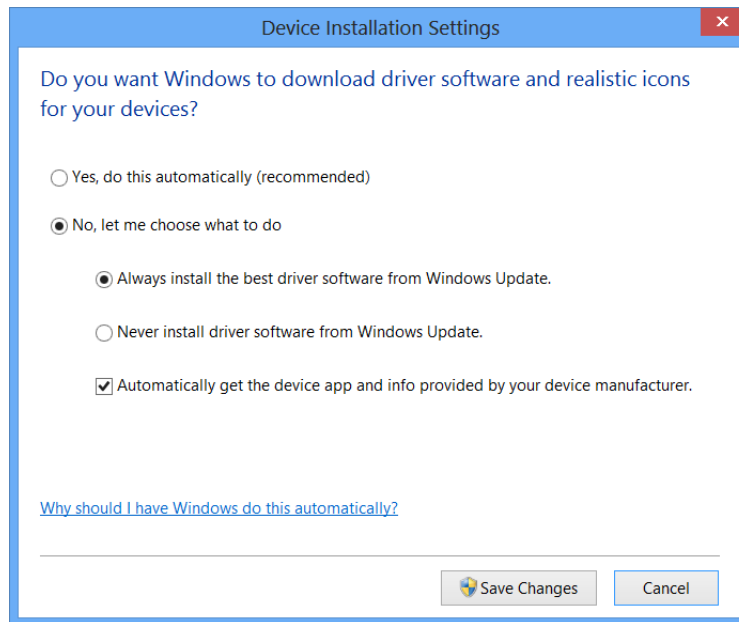 Device Installation Settings
Do you want Windows to download driver software and realistic icons
for your devices?
Yes, do this automatically (recommended)
No, let me choose what to do
Always install the best driver software from Windows Update.
Never install driver software from Windows Update.
Automatically get the device app and info provided by your device manufacturer.
Why should I have Windows do this automatically?
Save Changes
Cancel